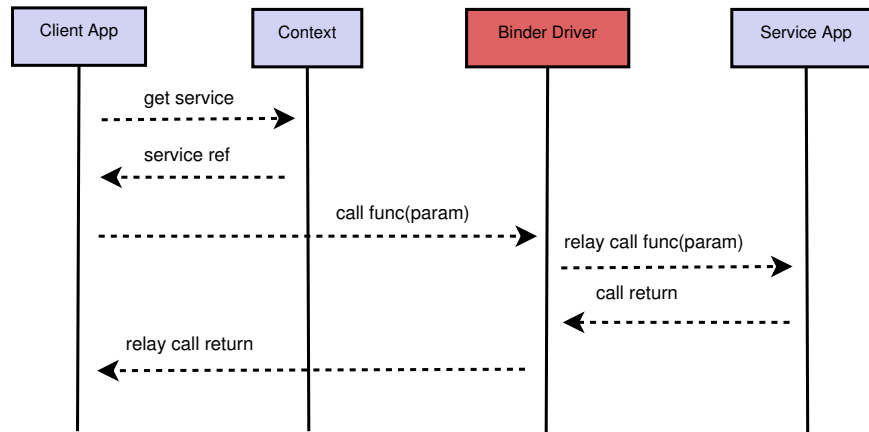 Client App
Context
Binder Driver
Service App
get service
service ref
call func(param)
relay call func(param)
call return
relay call return